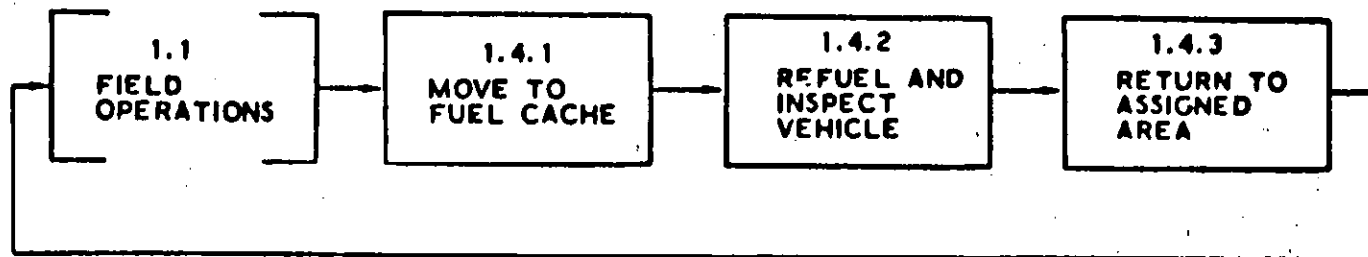 1.1
FIELD
OPERATIONS
1.4.1
MOVE TO
FUEL CACHE
1.4.2
REFUEL AND
INSPECT
VEHICLE
1.4.3
RETURN TO
ASSIGNED
AREA